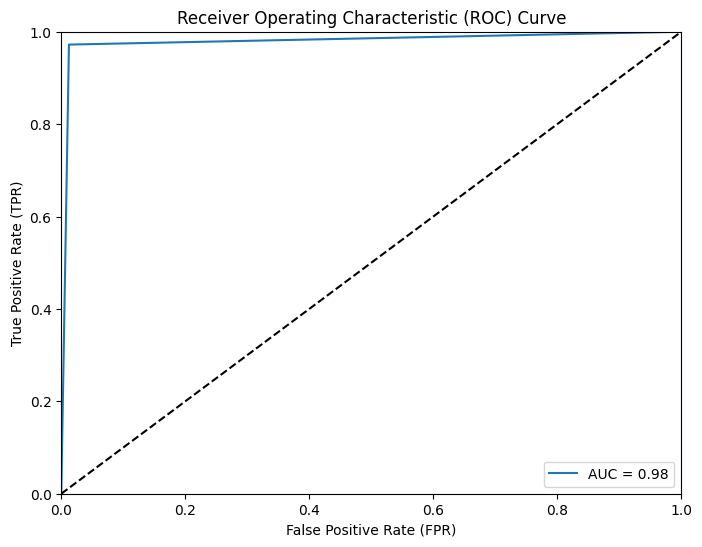 Receiver Operating Characteristic (ROC) Curve
1.0
0.8
0.6
0.4
0.2
0.0
True Positive Rate (TPR)
AUC = 0.98
0.0 0.2 0.4 0.6 0.8 1.0
False Positive Rate (FPR)